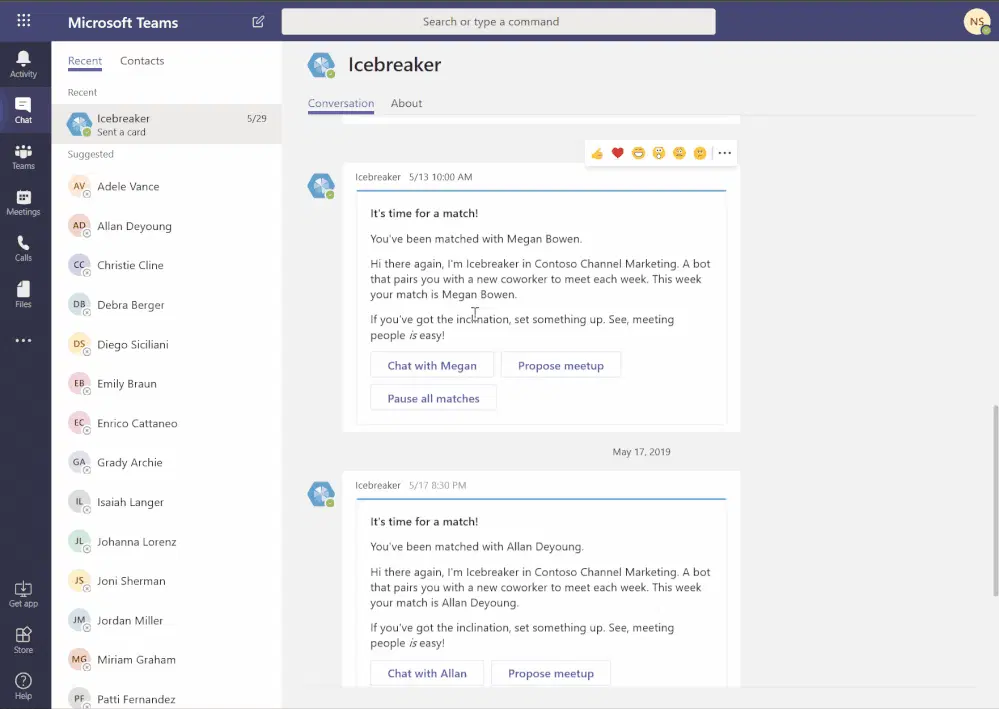 Microsoft Teams
Search or type a command
NS
Activity
Chat
Teams
Meetings
Calls
Files
Get app
Store
Help
Recent Contacts
Recent
Icebreaker 5/29
Sent a card
Suggested
AV Adele Vance
AD Allan Deyoung
CC Christie Cline
DB Debra Berger
DS Diego Siciliani
EB Emily Braun
EC Enrico Cattaneo
GA Grady Archie
IL Isaiah Langer
JL Johanna Lorenz
JS Joni Sherman
JM Jordan Miller
MG Miriam Graham
PF Patti Fernandez
Icebreaker
Conversation About
Icebreaker 5/13 10:00 AM
It's time for a match!
You've been matched with Megan Bowen.
Hi there again, I'm Icebreaker in Contoso Channel Marketing. A bot
that pairs you with a new coworker to meet each week. This week
your match is Megan Bowen.
If you've got the inclination, set something up. See, meeting
people is easy!
Chat with Megan Propose meetup
Pause all matches
May 17, 2019
Icebreaker 5/17 8:30 PM
It's time for a match!
You've been matched with Allan Deyoung.
Hi there again, I'm Icebreaker in Contoso Channel Marketing. A bot
that pairs you with a new coworker to meet each week. This week
your match is Allan Deyoung.
If you've got the inclination, set something up. See, meeting
people is easy!
Chat with Allan Propose meetup